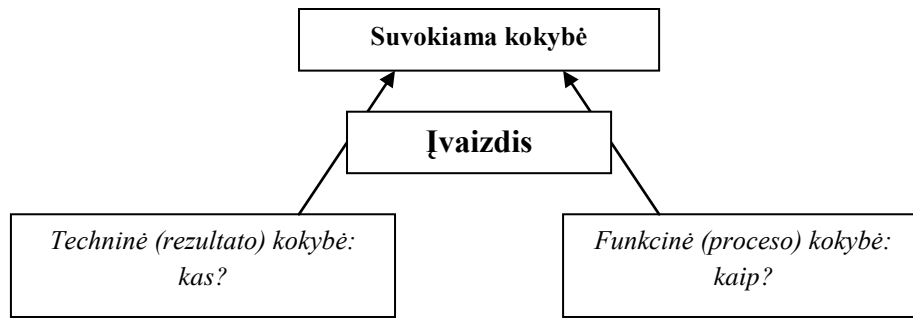 Suvokiama kokybė
Įvaizdis
Techninė (rezultato) kokybė:
kas?
Funkcinė (proceso) kokybė:
kaip?